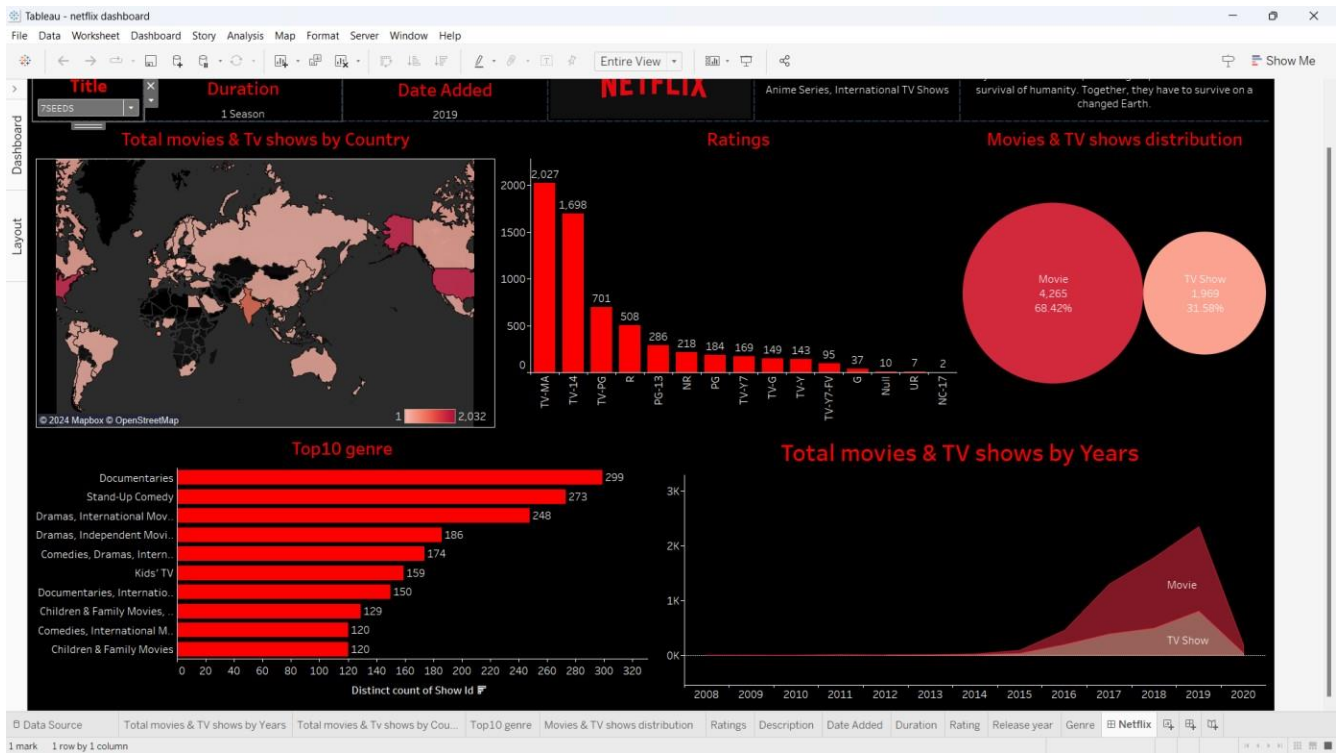 Tableau - netflix dashboard
File Data Worksheet Dashboard Story Analysis Map Format Server Window Help
Entire View
Show Me
Dashboard
Layout
Title
7SEEDS
Duration
1 Season
Date Added
2019
NETFLIX
Anime Series, International TV Shows
survival of humanity. Together, they have to survive on a
changed Earth.
Total movies & Tv shows by Country
© 2024 Mapbox © OpenStreetMap
1 2,032
Ratings
2000
1500
1000
500
0
2,027
1,698
701
508
286
218
184
169
149
143
95
37
10
7
2
TV-MA
TV-14
TV-PG
R
PG-13
NR
PG
TV-Y7
TV-G
TV-Y
TV-Y7-FV
G
Null
UR
NC-17
Movies & TV shows distribution
Movie
4,265
68.42%
TV Show
1,969
31.58%
Top10 genre
Documentaries 299
Stand-Up Comedy 273
Dramas, International Mov.. 248
Dramas, Independent Movi.. 186
Comedies, Dramas, Intern.. 174
Kids' TV 159
Documentaries, Internatio.. 150
Children & Family Movies, .. 129
Comedies, International M.. 120
Children & Family Movies 120
0 20 40 60 80 100 120 140 160 180 200 220 240 260 280 300 320
Distinct count of Show Id
Total movies & TV shows by Years
3K
2K
1K
0K
Movie
TV Show
2008 2009 2010 2011 2012 2013 2014 2015 2016 2017 2018 2019 2020
Data Source Total movies & TV shows by Years Total movies & Tv shows by Cou... Top10 genre Movies & TV shows distribution Ratings Description Date Added Duration Rating Release year Genre Netflix
1 mark 1 row by 1 column